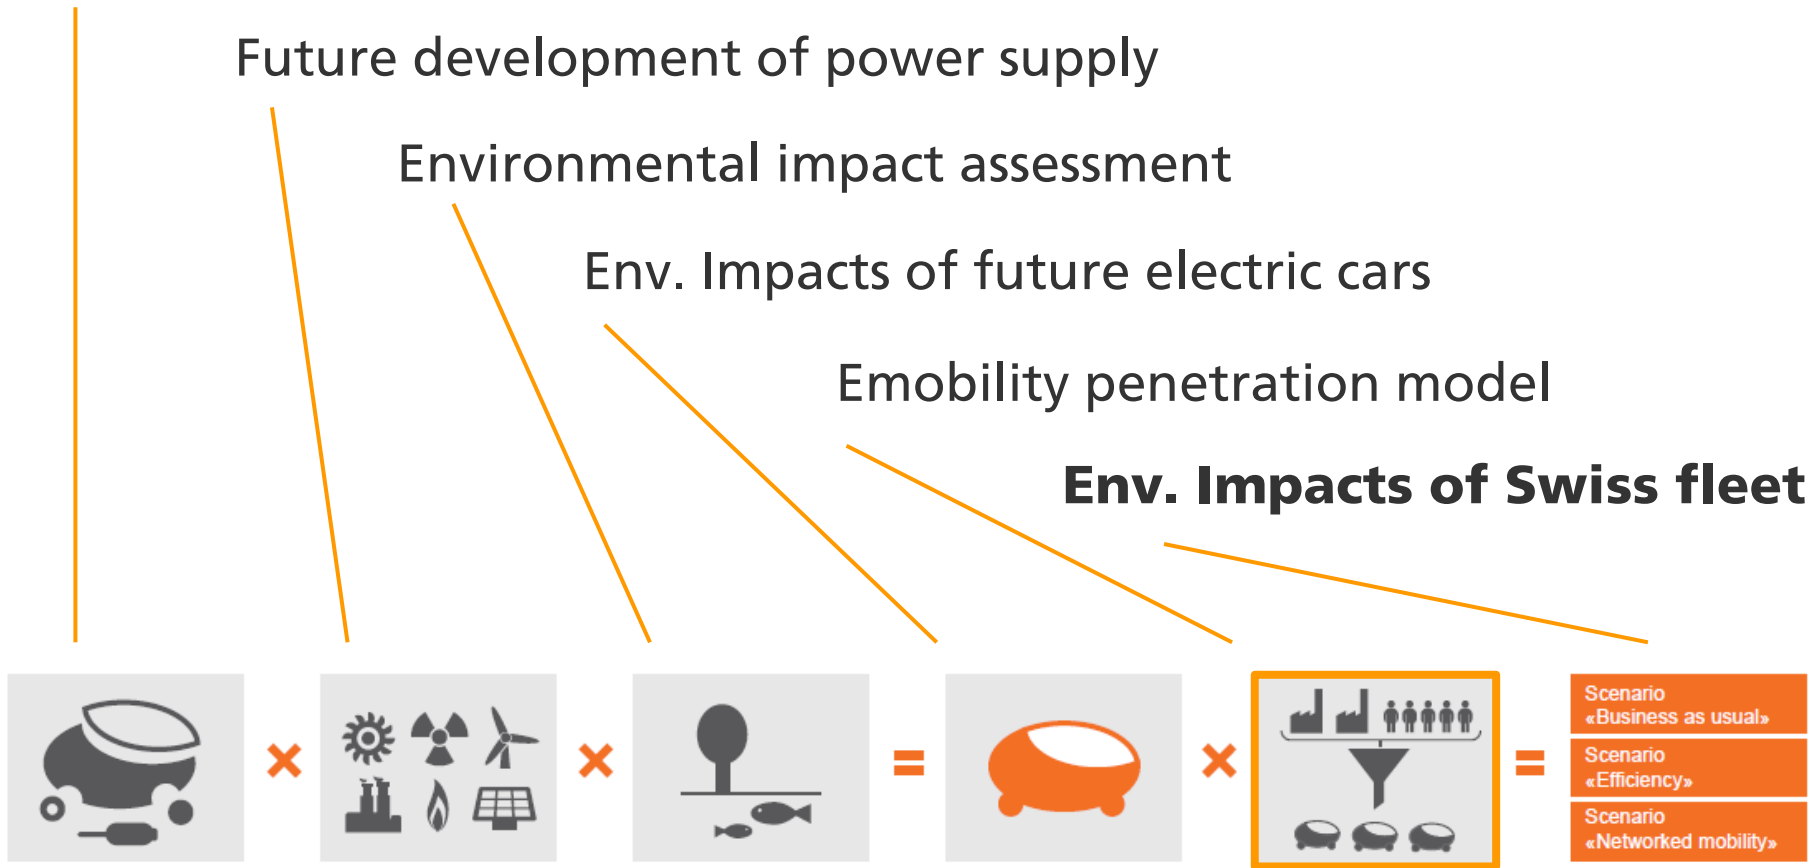 Future development of power supply
Environmental impact assessment
Env. Impacts of future electric cars
Emobility penetration model
Env. Impacts of Swiss fleet
Scenario
«Business as usual»
Scenario
«Efficiency»
Scenario
«Networked mobility»